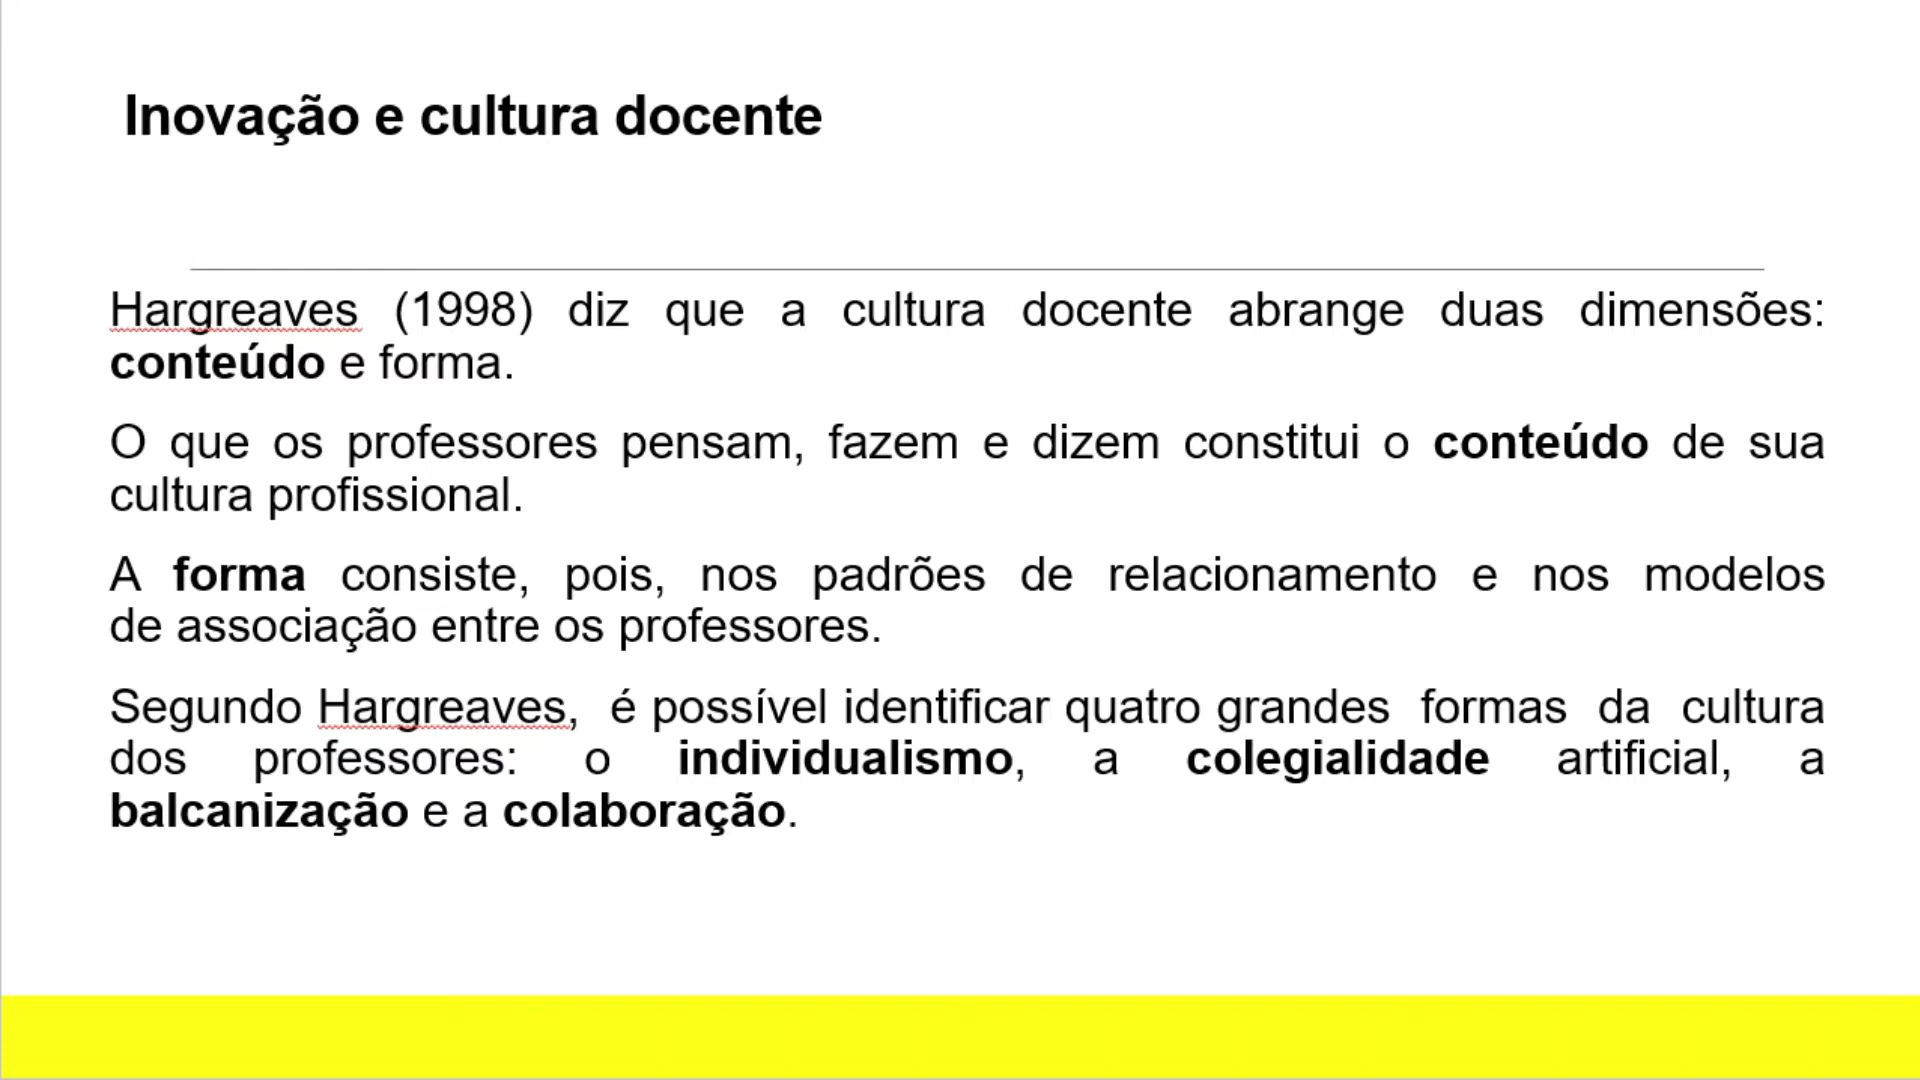 Inovação e cultura docente
Hargreaves (1998) diz que a cultura docente abrange duas dimensões:
conteúdo e forma.
O que os professores pensam, fazem e dizem constitui o conteúdo de sua
cultura profissional.
A forma consiste, pois, nos padrões de relacionamento e nos modelos
de associação entre os professores.
Segundo Hargreaves, é possível identificar quatro grandes formas da cultura
dos professores: o individualismo, a colegialidade artificial, a
balcanização e a colaboração.